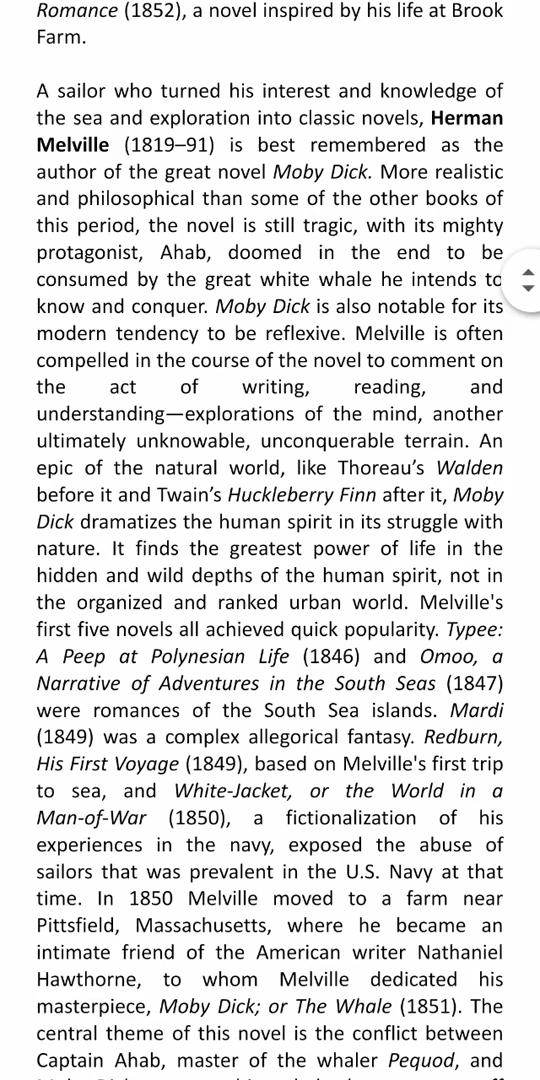 Romance (1852), a novel inspired by his life at Brook
Farm.
A sailor who turned his interest and knowledge of
the sea and exploration into classic novels, Herman
Melville (1819–91) is best remembered as the
author of the great novel Moby Dick. More realistic
and philosophical than some of the other books of
this period, the novel is still tragic, with its mighty
protagonist, Ahab, doomed in the end to be
consumed by the great white whale he intends to
know and conquer. Moby Dick is also notable for its
modern tendency to be reflexive. Melville is often
compelled in the course of the novel to comment on
the act of writing, reading, and
understanding—explorations of the mind, another
ultimately unknowable, unconquerable terrain. An
epic of the natural world, like Thoreau’s Walden
before it and Twain’s Huckleberry Finn after it, Moby
Dick dramatizes the human spirit in its struggle with
nature. It finds the greatest power of life in the
hidden and wild depths of the human spirit, not in
the organized and ranked urban world. Melville's
first five novels all achieved quick popularity. Typee:
A Peep at Polynesian Life (1846) and Omoo, a
Narrative of Adventures in the South Seas (1847)
were romances of the South Sea islands. Mardi
(1849) was a complex allegorical fantasy. Redburn,
His First Voyage (1849), based on Melville's first trip
to sea, and White-Jacket, or the World in a
Man-of-War (1850), a fictionalization of his
experiences in the navy, exposed the abuse of
sailors that was prevalent in the U.S. Navy at that
time. In 1850 Melville moved to a farm near
Pittsfield, Massachusetts, where he became an
intimate friend of the American writer Nathaniel
Hawthorne, to whom Melville dedicated his
masterpiece, Moby Dick; or The Whale (1851). The
central theme of this novel is the conflict between
Captain Ahab, master of the whaler Pequod, and